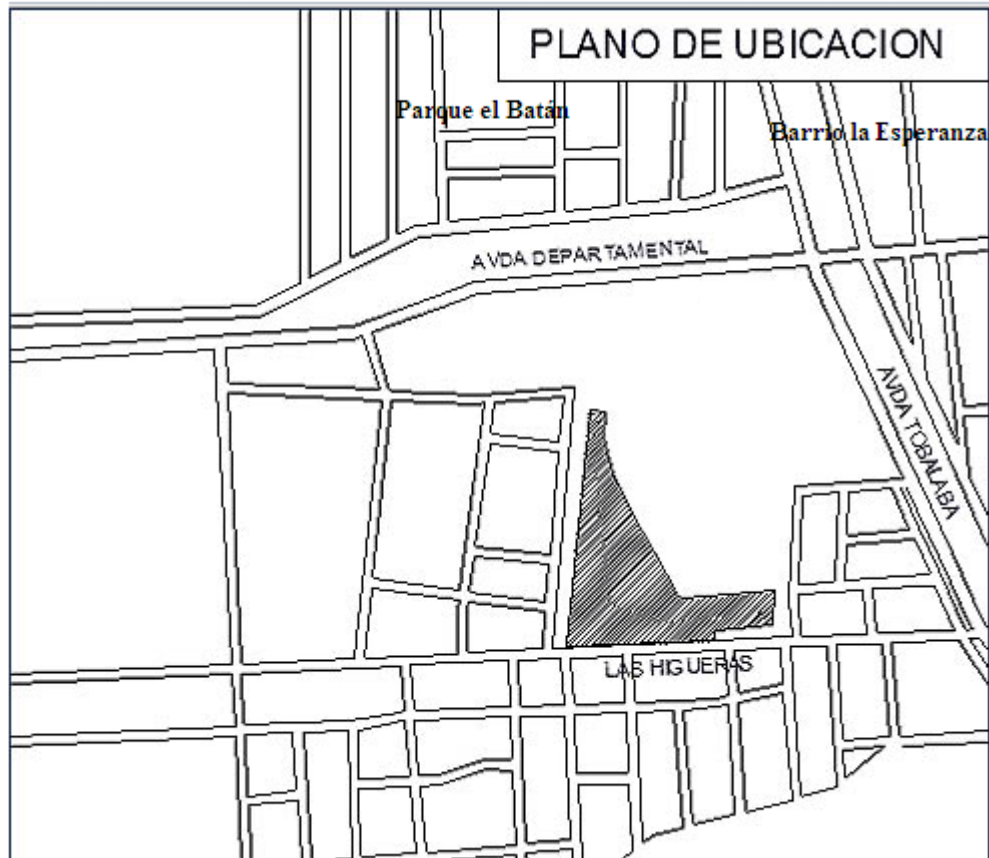 PLANO DE UBICACION
Parque el Batán
Barrio la Esperanza
AVDA DEPARTAMENTAL
AVDA TOBALABA
LAS HIGUERAS